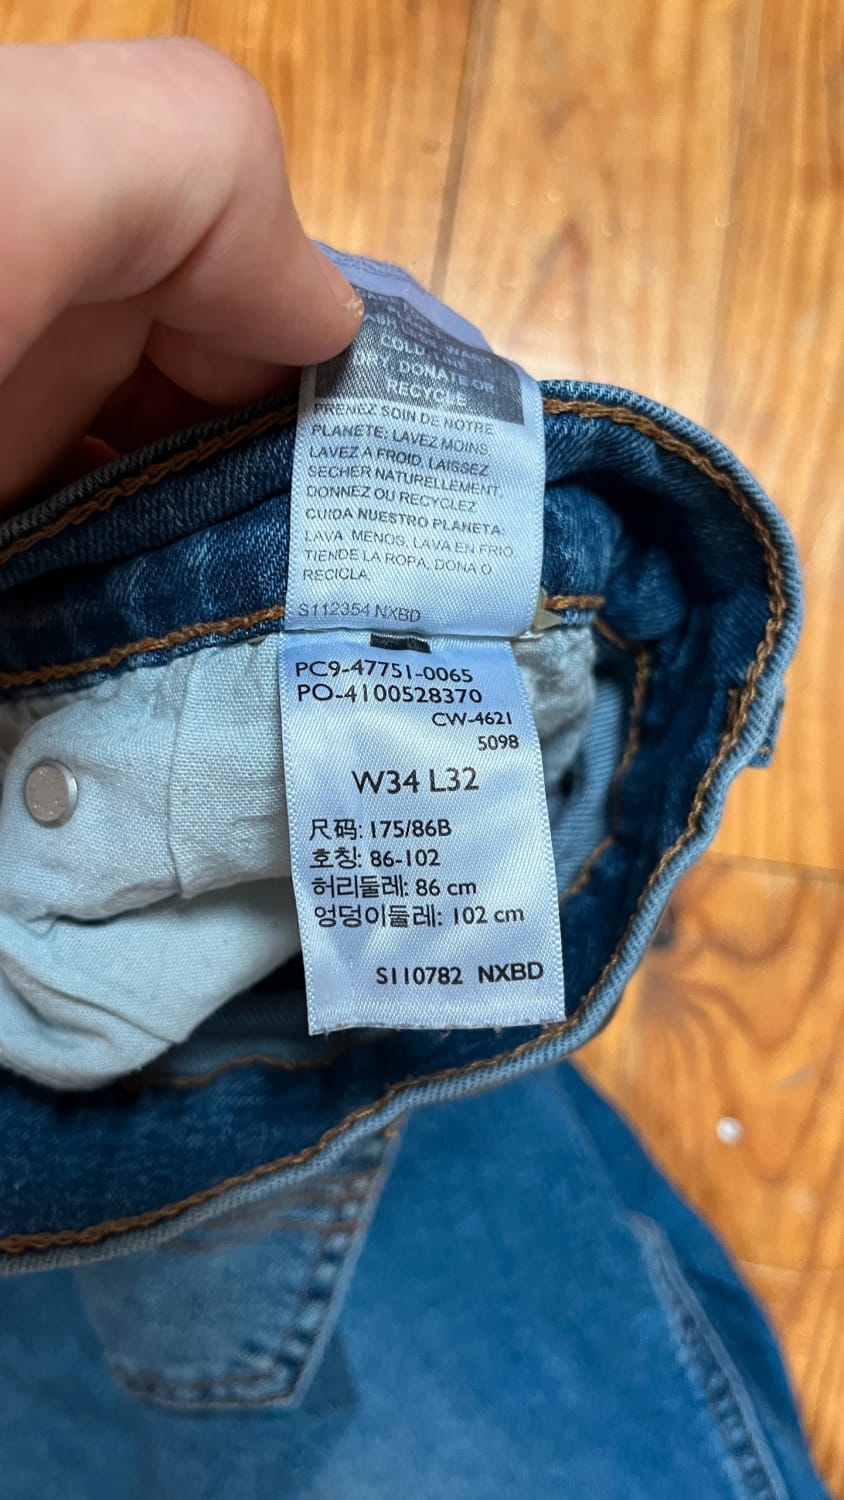 COLD, LINE
DRY, DONATE OR
RECYCLE
PRENEZ SOIN DE NOTRE
PLANETE: LAVEZ MOINS,
LAVEZ A FROID, LAISSEZ
SECHER NATURELLEMENT,
DONNEZ OU RECYCLEZ
CUIDA NUESTRO PLANETA:
LAVA MENOS, LAVA EN FRIO,
TIENDE LA ROPA, DONA O
RECICLA.
S112354 NXBD
PC9-47751-0065
PO-4100528370
CW-4621
5098
W34 L32
尺码: 175/86B
호칭: 86-102
허리둘레: 86 cm
엉덩이둘레: 102 cm
S110782 NXBD